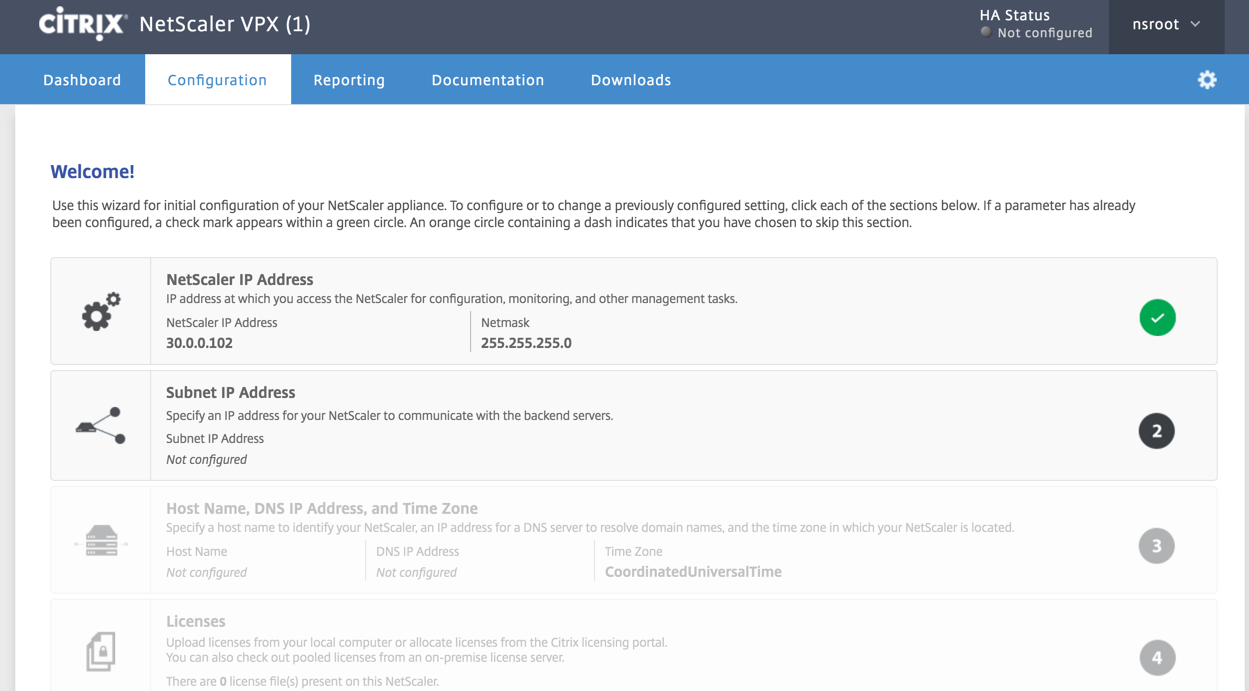 CITRIX NetScaler VPX (1)
HA Status
Not configured
nsroot
Dashboard Configuration Reporting Documentation Downloads
Welcome!
Use this wizard for initial configuration of your NetScaler appliance. To configure or to change a previously configured setting, click each of the sections below. If a parameter has already
been configured, a check mark appears within a green circle. An orange circle containing a dash indicates that you have chosen to skip this section.
NetScaler IP Address
IP address at which you access the NetScaler for configuration, monitoring, and other management tasks.
NetScaler IP Address Netmask
30.0.0.102 255.255.255.0
Subnet IP Address
Specify an IP address for your NetScaler to communicate with the backend servers.
Subnet IP Address
Not configured
2
Host Name, DNS IP Address, and Time Zone
Specify a host name to identify your NetScaler, an IP address for a DNS server to resolve domain names, and the time zone in which your NetScaler is located.
Host Name DNS IP Address Time Zone
Not configured Not configured CoordinatedUniversalTime
3
Licenses
Upload licenses from your local computer or allocate licenses from the Citrix licensing portal.
You can also check out pooled licenses from an on-premise license server.
There are 0 license file(s) present on this NetScaler.
4